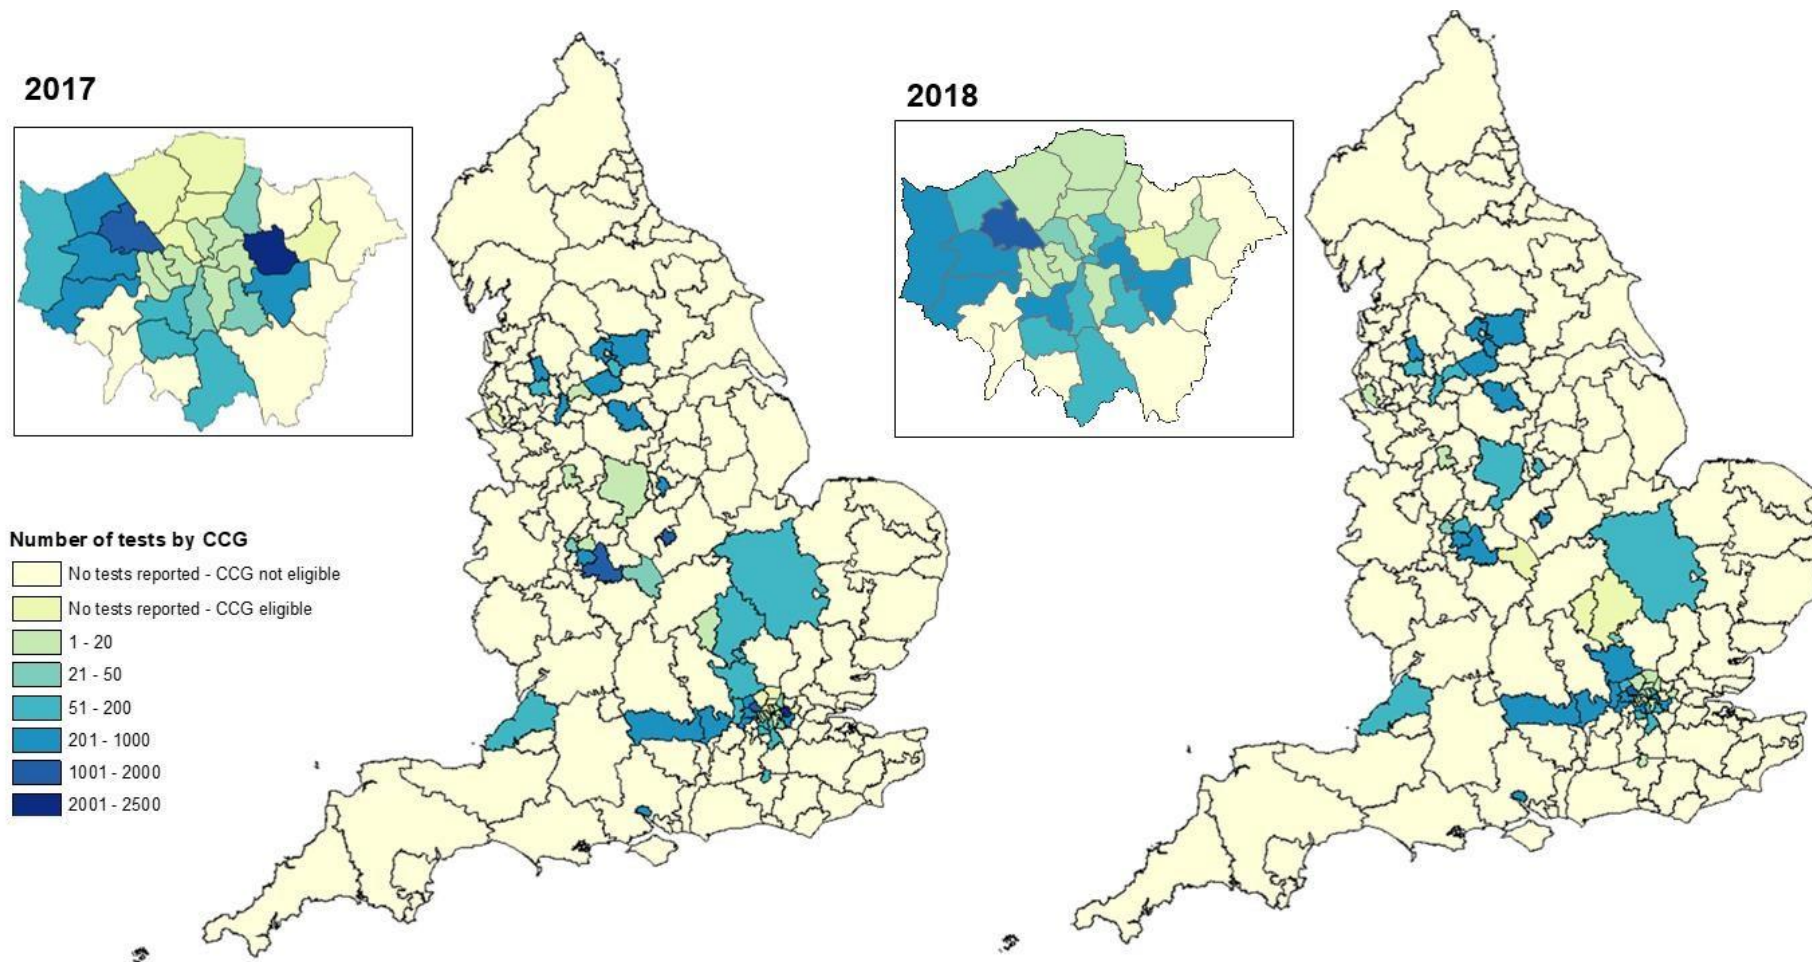 2017
2018
Number of tests by CCG
No tests reported - CCG not eligible
No tests reported - CCG eligible
1 - 20
21 - 50
51 - 200
201 - 1000
1001 - 2000
2001 - 2500